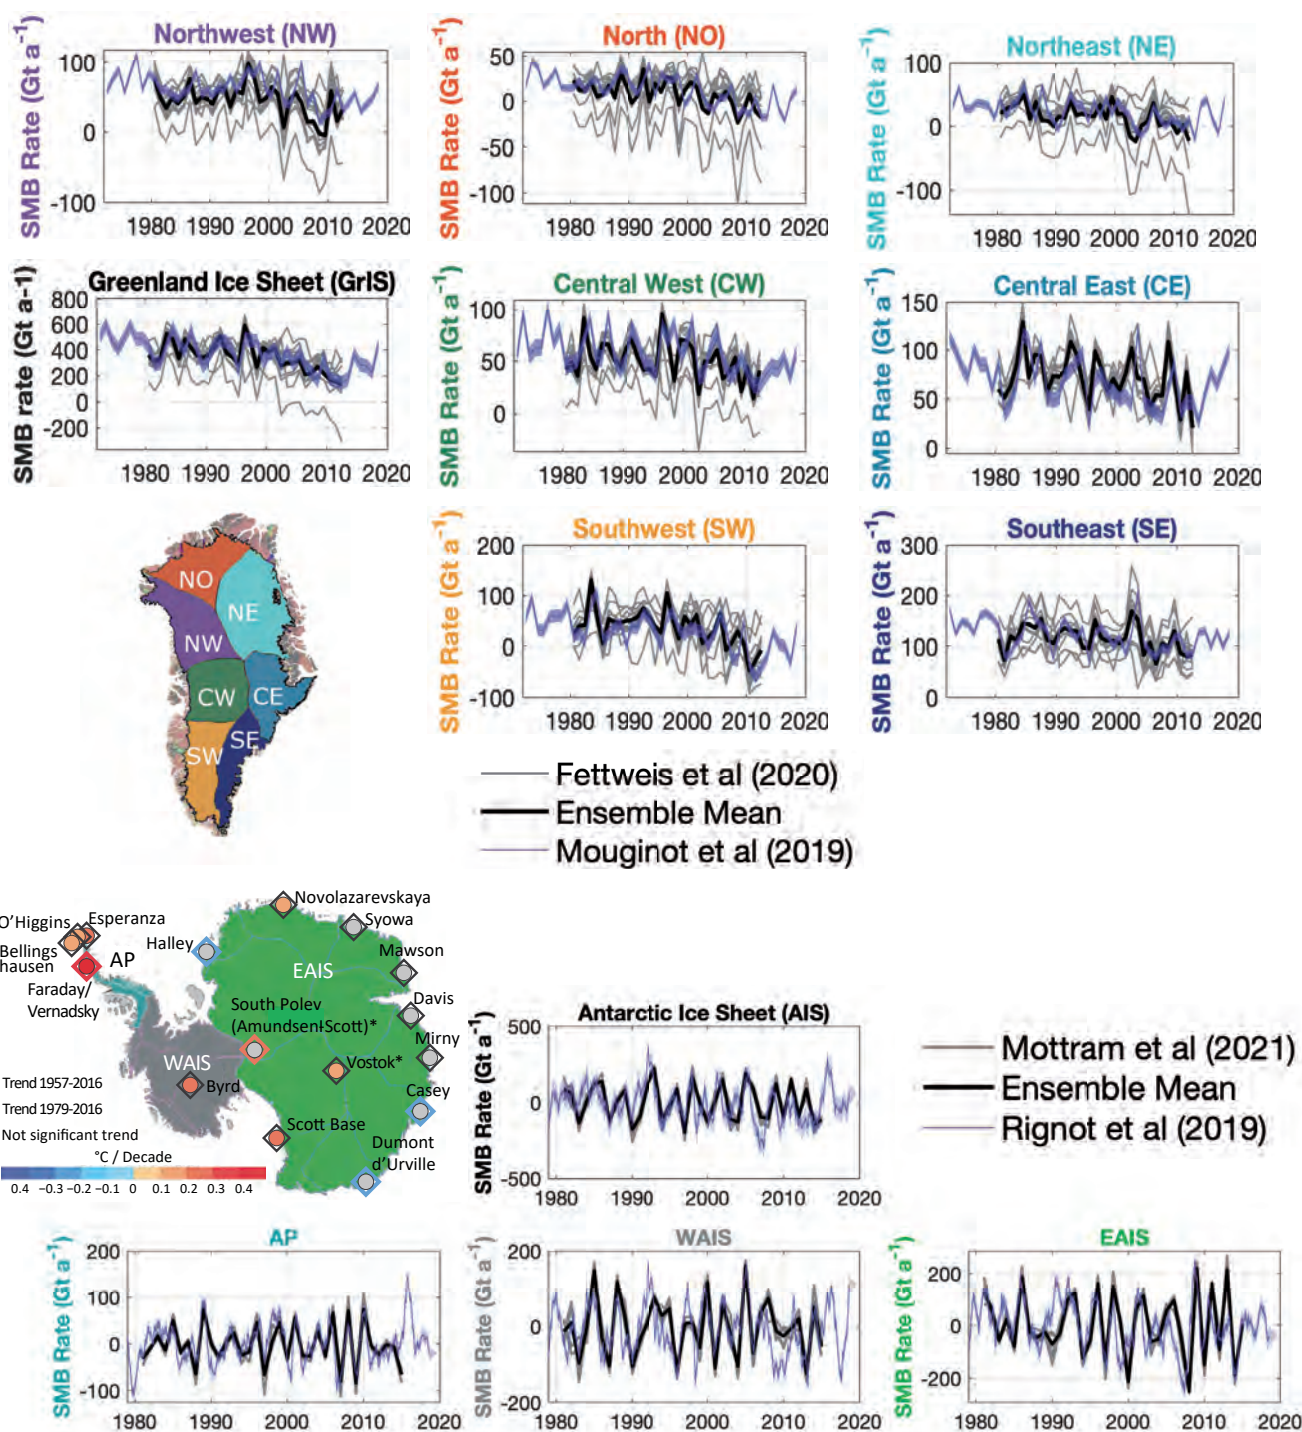 Northwest (NW)
SMB Rate (Gt a⁻¹)
100
0
-100
1980 1990 2000 2010 2020
North (NO)
SMB Rate (Gt a⁻¹)
50
0
-50
-100
1980 1990 2000 2010 2020
Northeast (NE)
SMB Rate (Gt a⁻¹)
100
0
-100
1980 1990 2000 2010 2020
Greenland Ice Sheet (GrIS)
SMB rate (Gt a-1)
800
600
400
200
0
-200
1980 1990 2000 2010 2020
Central West (CW)
SMB Rate (Gt a⁻¹)
100
50
0
1980 1990 2000 2010 2020
Central East (CE)
SMB Rate (Gt a⁻¹)
150
100
50
0
1980 1990 2000 2010 2020
NO
NE
NW
CW
CE
SE
SW
Southwest (SW)
SMB Rate (Gt a⁻¹)
200
100
0
-100
1980 1990 2000 2010 2020
Southeast (SE)
SMB Rate (Gt a⁻¹)
300
200
100
0
1980 1990 2000 2010 2020
Fettweis et al (2020)
Ensemble Mean
Mouginot et al (2019)
Novolazarevskaya
O'Higgins
Esperanza
Syowa
Halley
Bellings
hausen
AP
Mawson
EAIS
Faraday/
Vernadsky
South Polev
(Amundsen-Scott)*
Davis
Mirny
WAIS
Vostok*
Byrd
Casey
Trend 1957-2016
Trend 1979-2016
Scott Base
Not significant trend
Dumont
d'Urville
°C / Decade
0.4 −0.3 −0.2 −0.1 0 0.1 0.2 0.3 0.4
Antarctic Ice Sheet (AIS)
SMB Rate (Gt a⁻¹)
500
0
-500
1980 1990 2000 2010 2020
Mottram et al (2021)
Ensemble Mean
Rignot et al (2019)
AP
SMB Rate (Gt a⁻¹)
200
100
0
-100
1980 1990 2000 2010 2020
WAIS
SMB Rate (Gt a⁻¹)
200
0
-200
1980 1990 2000 2010 2020
EAIS
SMB Rate (Gt a⁻¹)
200
0
-200
1980 1990 2000 2010 2020